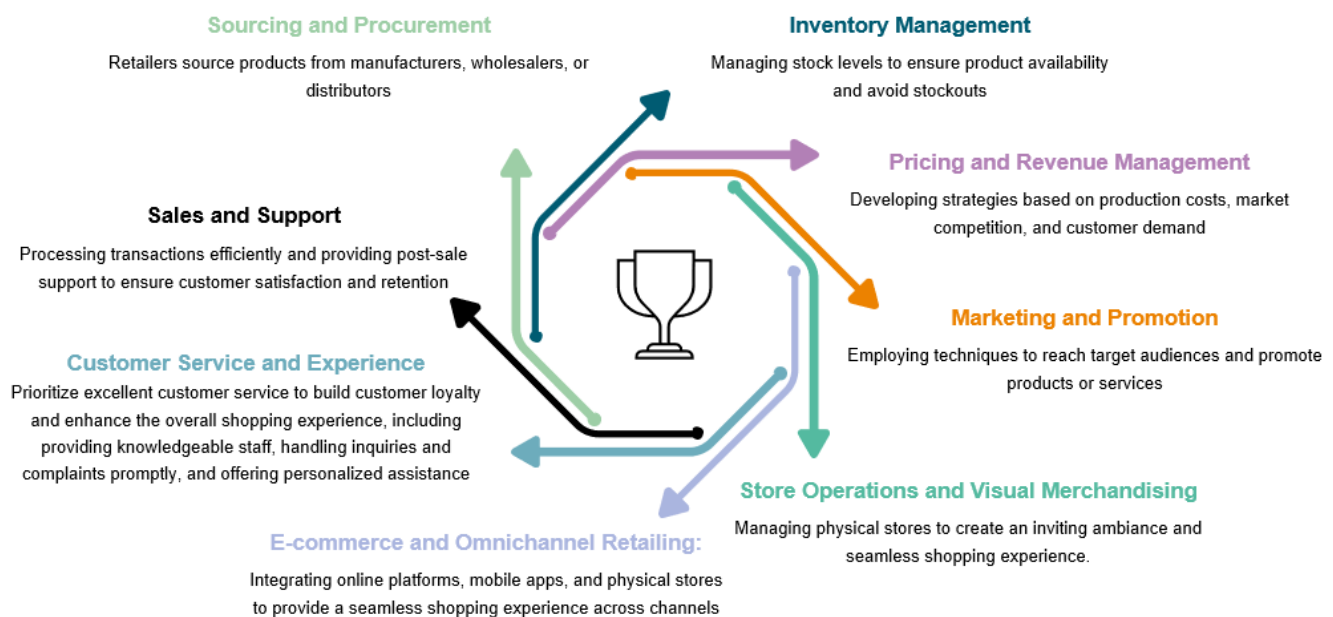 Sourcing and Procurement
Retailers source products from manufacturers, wholesalers, or
distributors
Inventory Management
Managing stock levels to ensure product availability
and avoid stockouts
Pricing and Revenue Management
Developing strategies based on production costs, market
competition, and customer demand
Marketing and Promotion
Employing techniques to reach target audiences and promote
products or services
Store Operations and Visual Merchandising
Managing physical stores to create an inviting ambiance and
seamless shopping experience.
E-commerce and Omnichannel Retailing:
Integrating online platforms, mobile apps, and physical stores
to provide a seamless shopping experience across channels
Customer Service and Experience
Prioritize excellent customer service to build customer loyalty
and enhance the overall shopping experience, including
providing knowledgeable staff, handling inquiries and
complaints promptly, and offering personalized assistance
Sales and Support
Processing transactions efficiently and providing post-sale
support to ensure customer satisfaction and retention